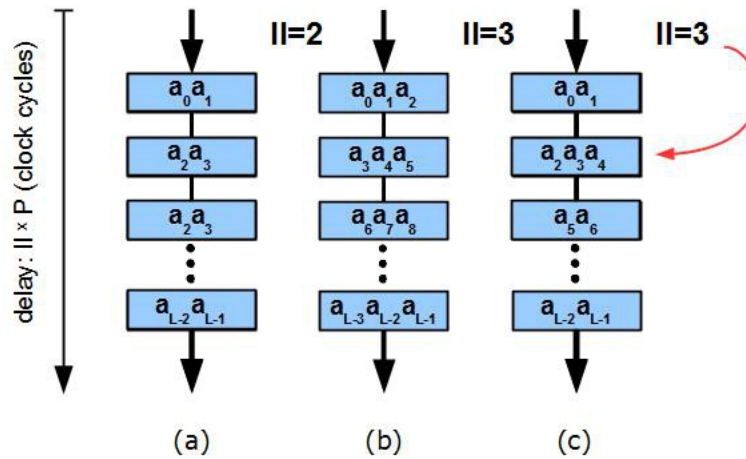 II=2
II=3
II=3
a0a1
a0a1a2
a0a1
a2a3
a3a4a5
a2a3a4
a2a3
a6a7a8
a5a6
aL-2aL-1
aL-3aL-2aL-1
aL-2aL-1
delay: II x P (clock cycles)
(a)
(b)
(c)